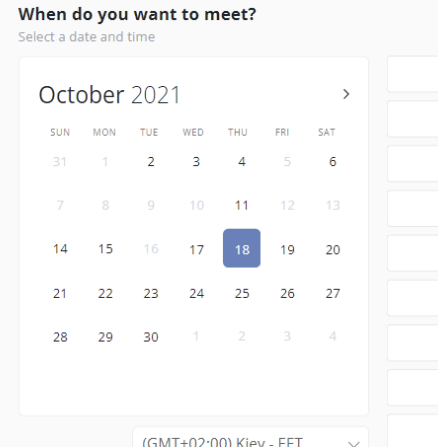 When do you want to meet?
Select a date and time
October 2021
SUN MON TUE WED THU FRI SAT
31 1 2 3 4 5 6
7 8 9 10 11 12 13
14 15 16 17 18 19 20
21 22 23 24 25 26 27
28 29 30 1 2 3 4
(GMT+02:00) Kiev - EET